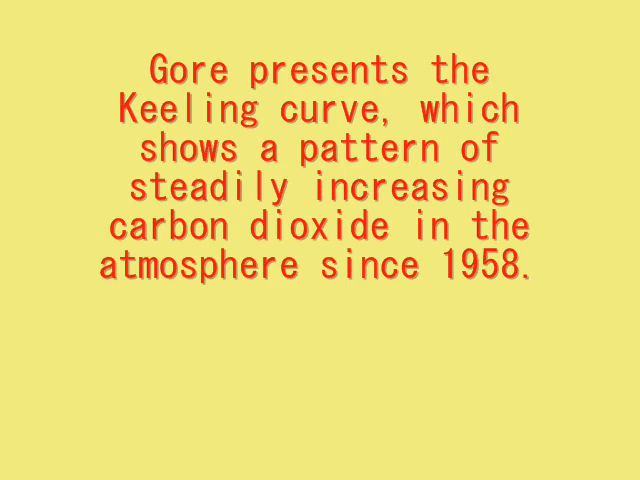 Gore presents the
Keeling curve, which
shows a pattern of
steadily increasing
carbon dioxide in the
atmosphere since 1958.